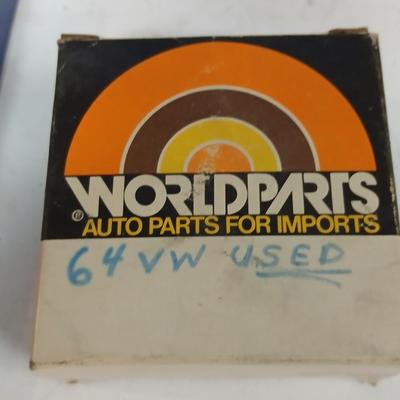 WORLDPARTS
® AUTO PARTS FOR IMPORTS
64 VW USED